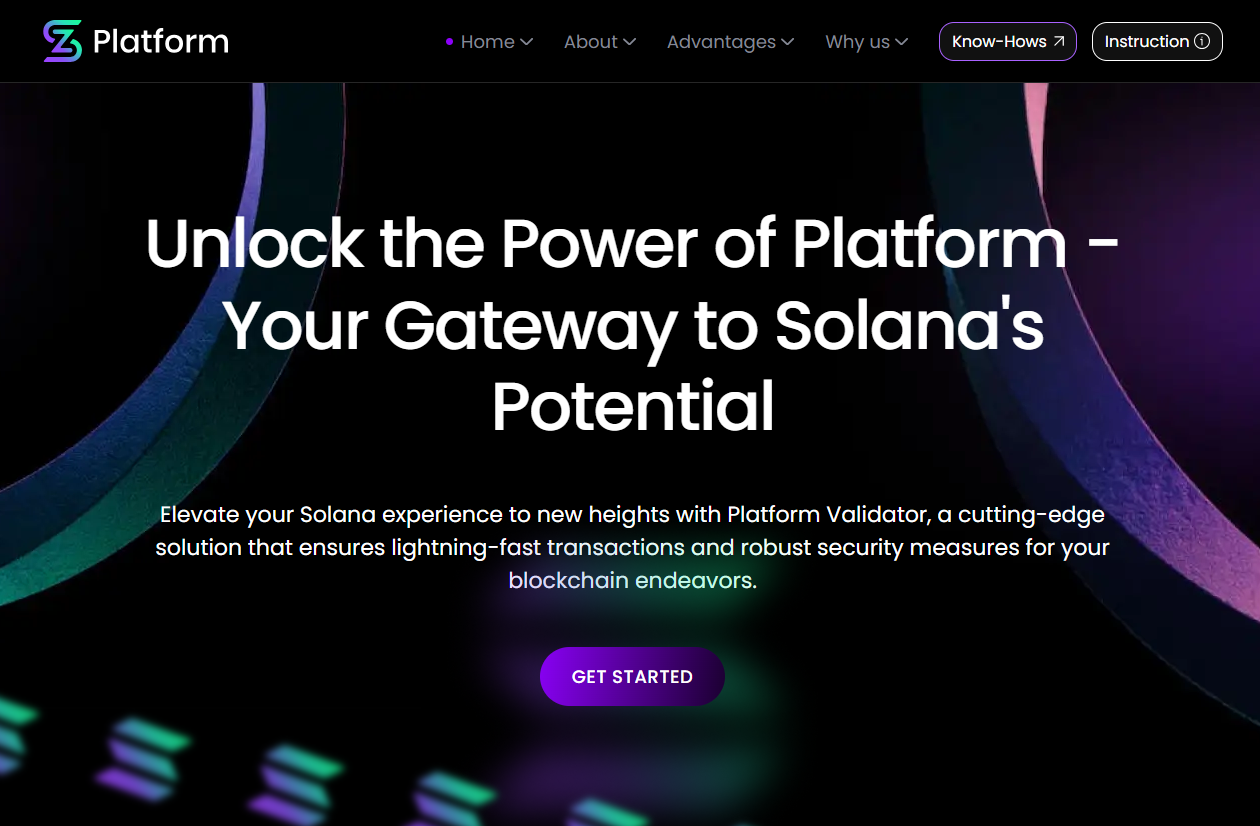 Platform
Home
About
Advantages
Why us
Know-Hows
Instruction
Unlock the Power of Platform -
Your Gateway to Solana's
Potential
Elevate your Solana experience to new heights with Platform Validator, a cutting-edge
solution that ensures lightning-fast transactions and robust security measures for your
blockchain endeavors.
GET STARTED